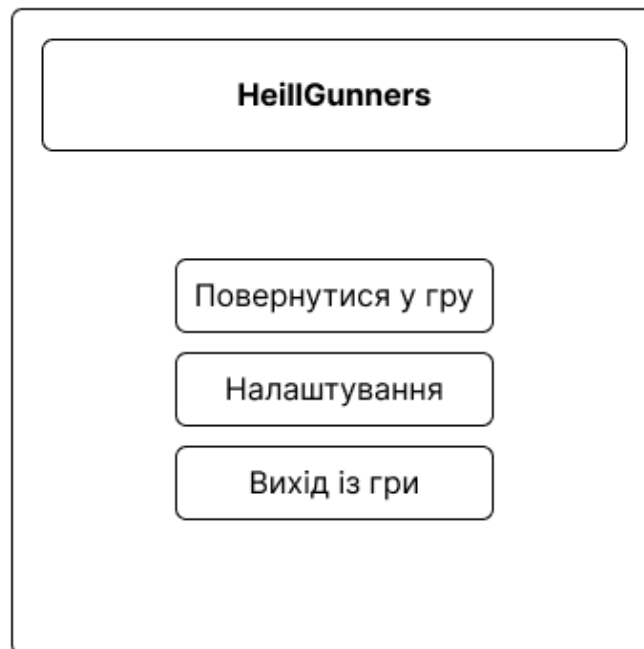 HeillGunners
Повернутися у гру
Налаштування
Вихід із гри